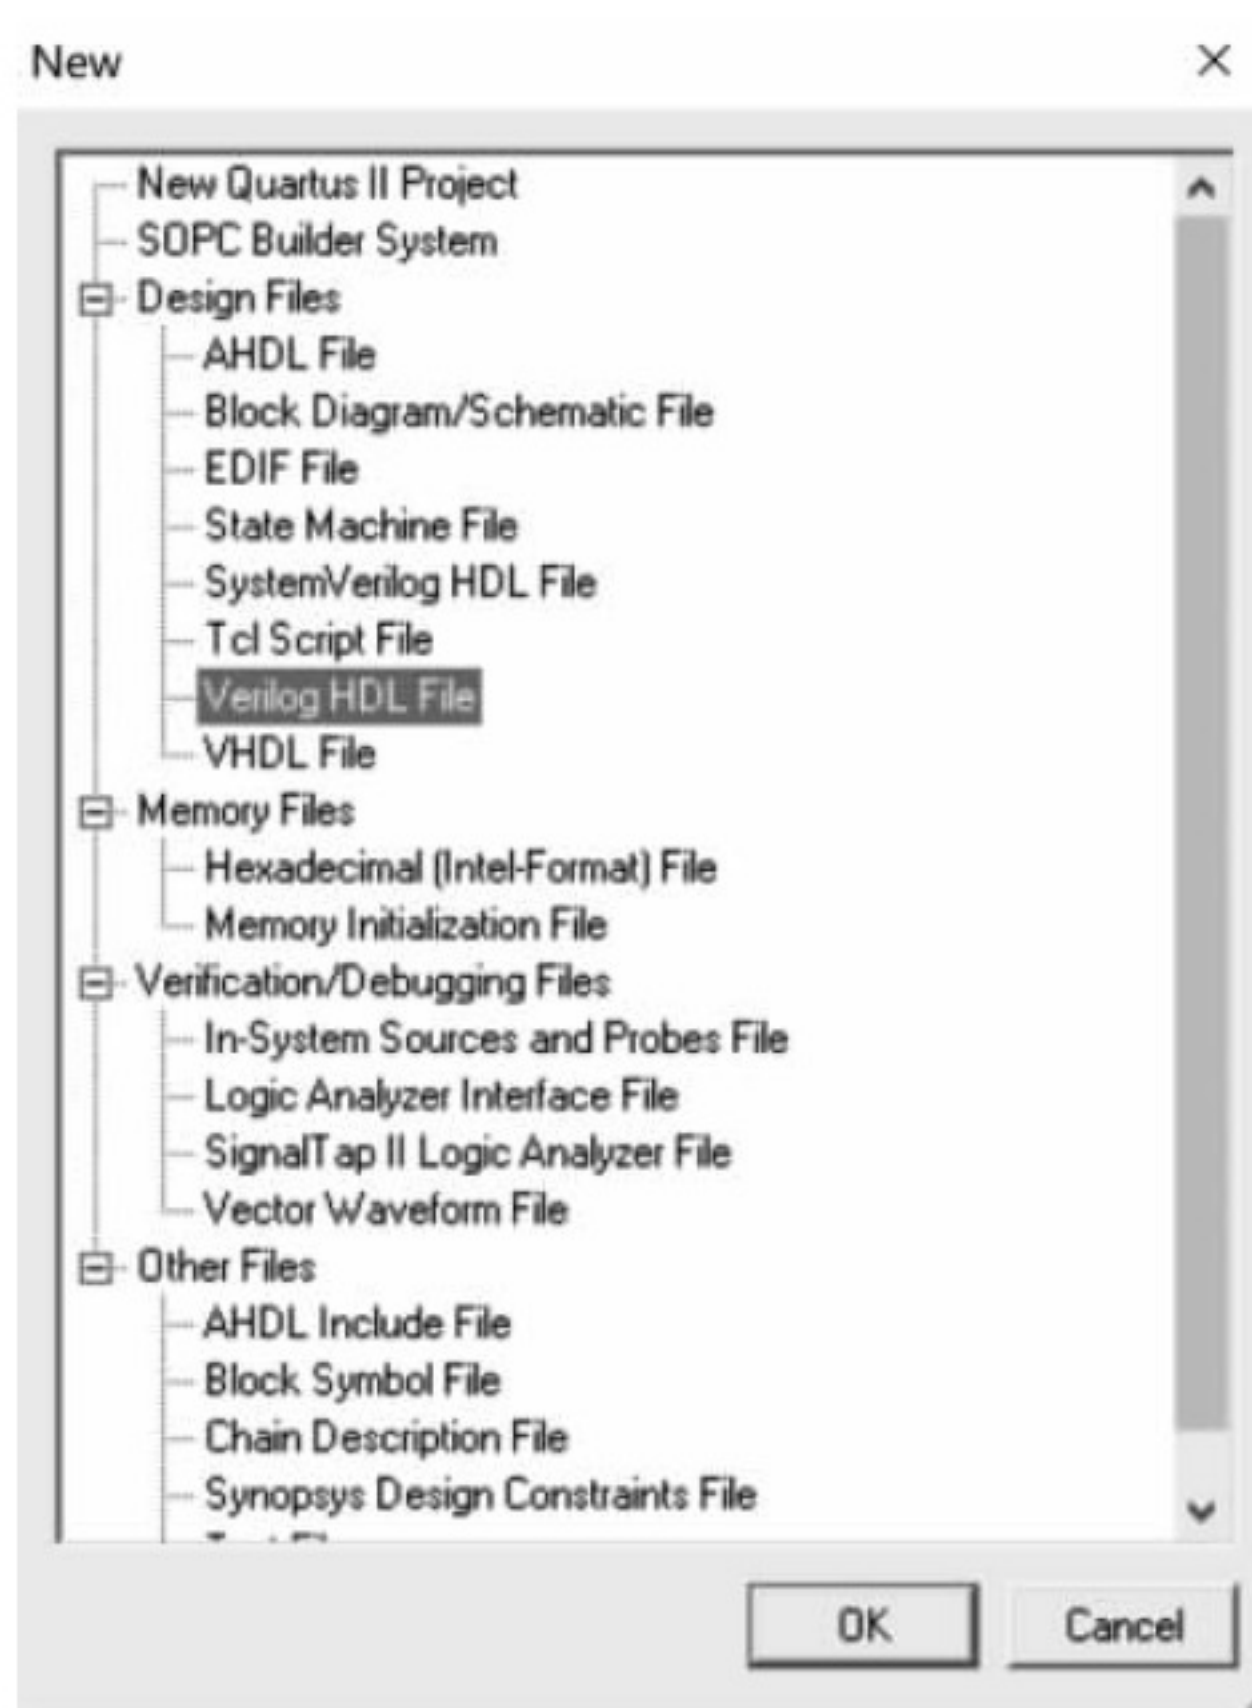 New
New Quartus II Project
SOPC Builder System
Design Files
AHDL File
Block Diagram/Schematic File
EDIF File
State Machine File
SystemVerilog HDL File
Tcl Script File
Verilog HDL File
VHDL File
Memory Files
Hexadecimal (Intel-Format) File
Memory Initialization File
Verification/Debugging Files
In-System Sources and Probes File
Logic Analyzer Interface File
SignalTap II Logic Analyzer File
Vector Waveform File
Other Files
AHDL Include File
Block Symbol File
Chain Description File
Synopsys Design Constraints File
OK
Cancel